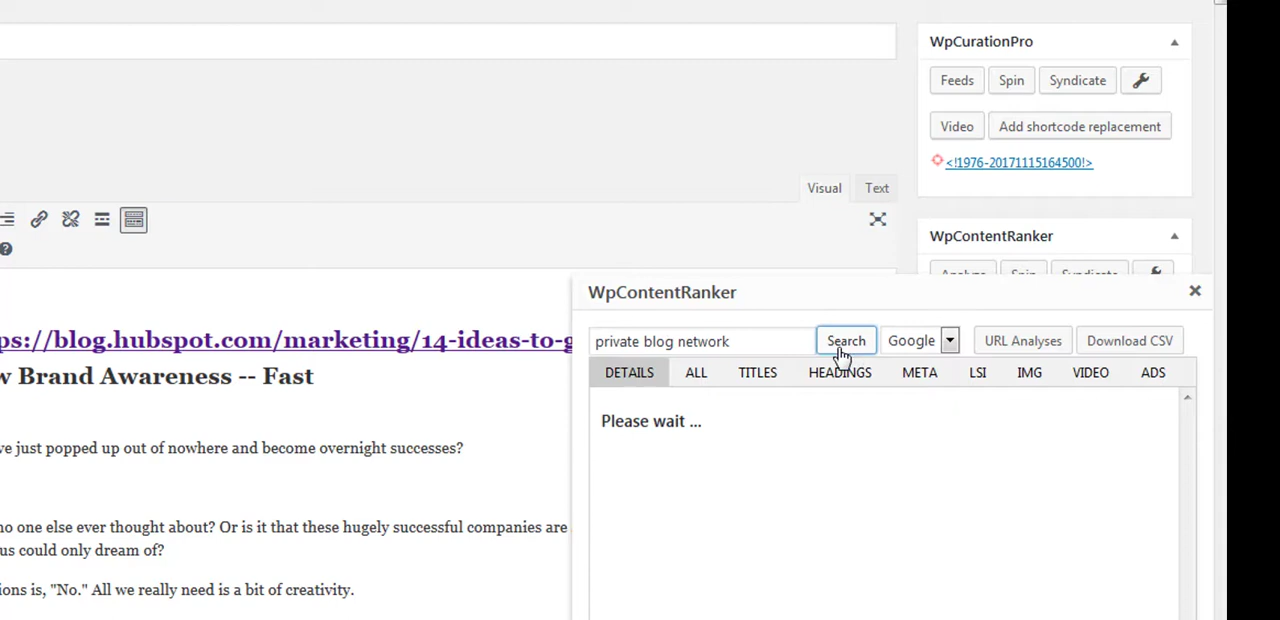 WpCurationPro
Feeds Spin Syndicate
Video Add shortcode replacement
<!1976-20171115164500!>
Visual Text
WpContentRanker
Analyze Spin Syndicate
ps://blog.hubspot.com/marketing/14-ideas-to-g
w Brand Awareness -- Fast
ve just popped up out of nowhere and become overnight successes?
no one else ever thought about? Or is it that these hugely successful companies are
us could only dream of?
ions is, "No." All we really need is a bit of creativity.
WpContentRanker
private blog network Search Google URL Analyses Download CSV
DETAILS ALL TITLES HEADINGS META LSI IMG VIDEO ADS
Please wait ...